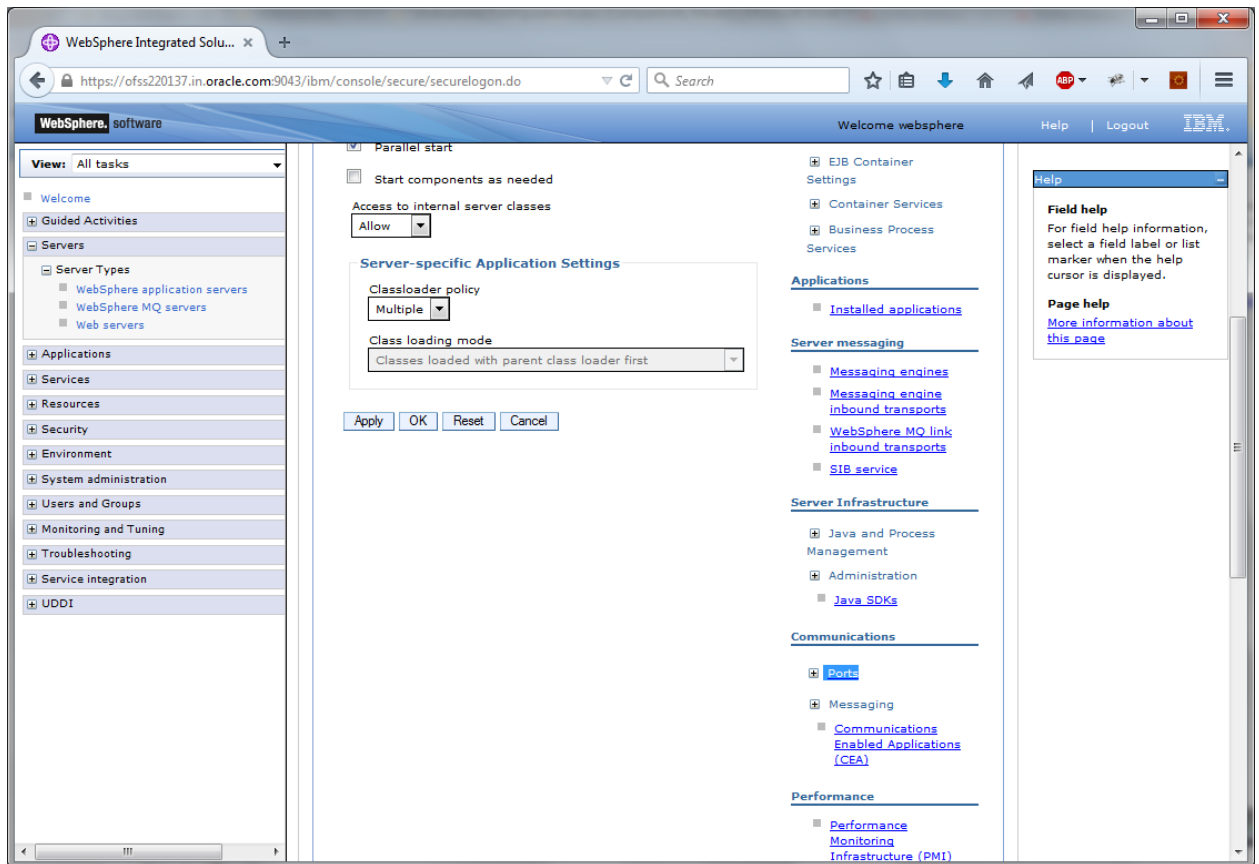 WebSphere Integrated Solu...
https://ofss220137.in.oracle.com:9043/ibm/console/secure/securelogon.do
Search
ABP
WebSphere. software
Welcome websphere
Help | Logout
IBM.
View: All tasks
Welcome
Guided Activities
Servers
Server Types
WebSphere application servers
WebSphere MQ servers
Web servers
Applications
Services
Resources
Security
Environment
System administration
Users and Groups
Monitoring and Tuning
Troubleshooting
Service integration
UDDI
Parallel start
Start components as needed
Access to internal server classes
Allow
Server-specific Application Settings
Classloader policy
Multiple
Class loading mode
Classes loaded with parent class loader first
Apply OK Reset Cancel
EJB Container
Settings
Container Services
Business Process
Services
Applications
Installed applications
Server messaging
Messaging engines
Messaging engine
inbound transports
WebSphere MQ link
inbound transports
SIB service
Server Infrastructure
Java and Process
Management
Administration
Java SDKs
Communications
Ports
Messaging
Communications
Enabled Applications
(CEA)
Performance
Performance
Monitoring
Infrastructure (PMI)
Help
Field help
For field help information,
select a field label or list
marker when the help
cursor is displayed.
Page help
More information about
this page